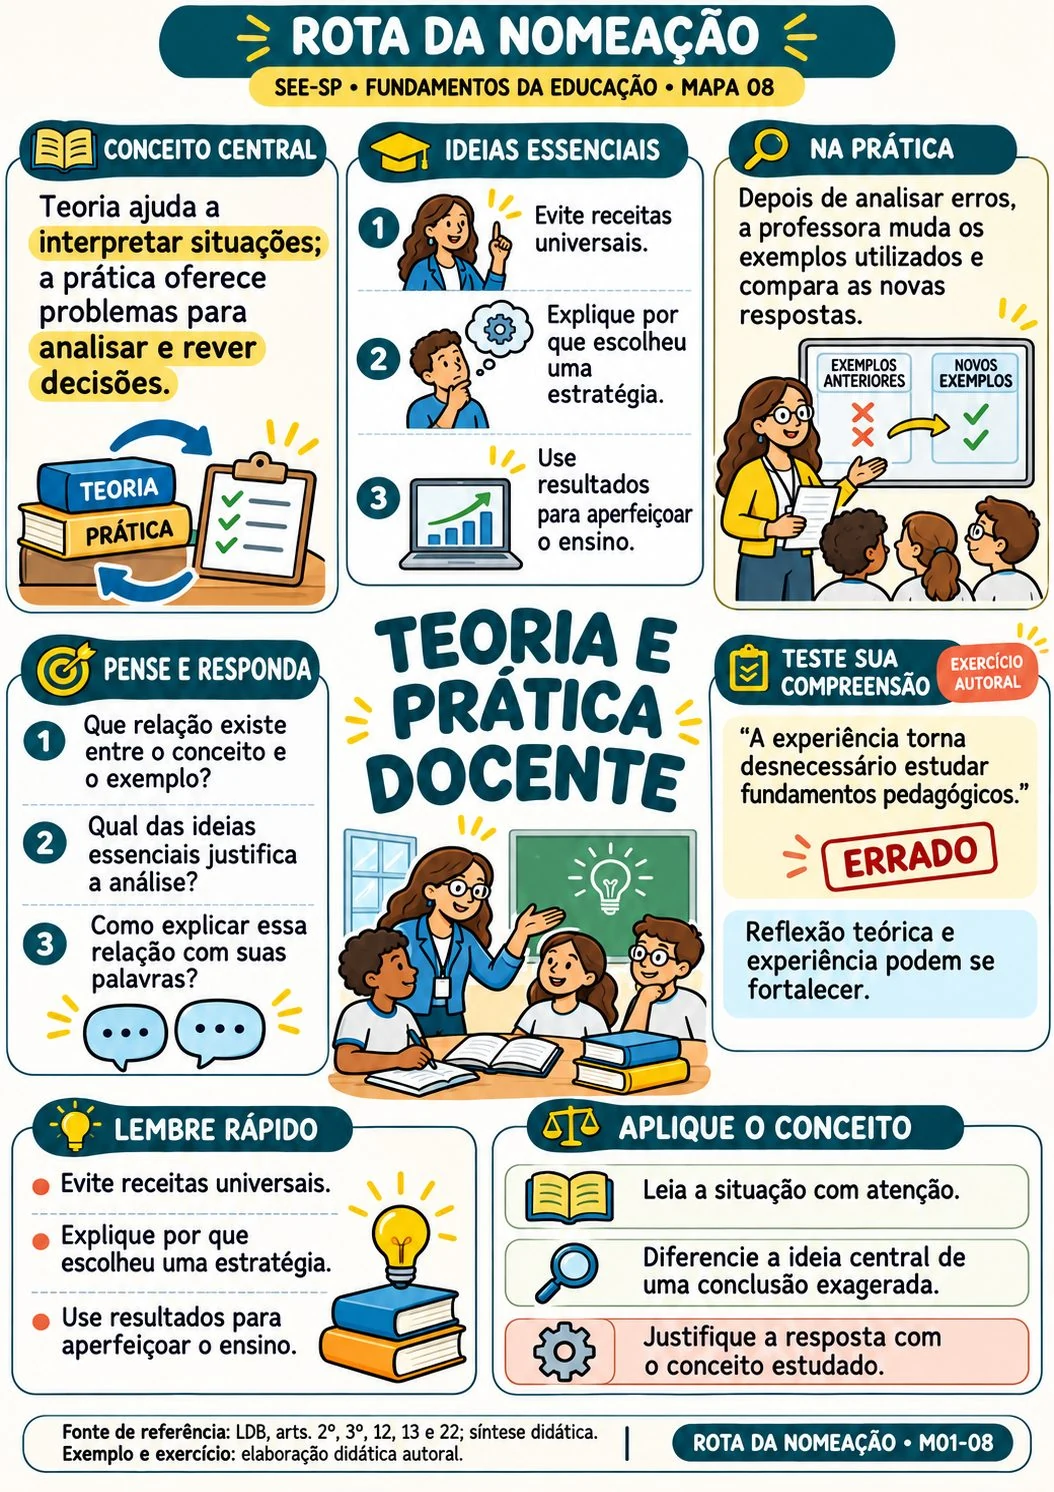 ROTA DA NOMEAÇÃO
SEE-SP • FUNDAMENTOS DA EDUCAÇÃO • MAPA 08
CONCEITO CENTRAL
Teoria ajuda a
interpretar situações;
a prática oferece
problemas para
analisar e rever
decisões.
TEORIA
PRÁTICA
IDEIAS ESSENCIAIS
1
Evite receitas
universais.
2
Explique por
que escolheu
uma
estratégia.
3
Use
resultados
para aperfeiçoar
o ensino.
NA PRÁTICA
Depois de analisar erros,
a professora muda os
exemplos utilizados e
compara as novas
respostas.
EXEMPLOS
ANTERIORES
NOVOS
EXEMPLOS
TEORIA E
PRÁTICA
DOCENTE
PENSE E RESPONDA
1
Que relação existe
entre o conceito e
o exemplo?
2
Qual das ideias
essenciais justifica
a análise?
3
Como explicar essa
relação com suas
palavras?
TESTE SUA
COMPREENSÃO
EXERCÍCIO
AUTORAL
“A experiência torna
desnecessário estudar
fundamentos pedagógicos.”
ERRADO
Reflexão teórica e
experiência podem se
fortalecer.
LEMBRE RÁPIDO
Evite receitas universais.
Explique por que
escolheu uma estratégia.
Use resultados para
aperfeiçoar o ensino.
APLIQUE O CONCEITO
Leia a situação com atenção.
Diferencie a ideia central de
uma conclusão exagerada.
Justifique a resposta com
o conceito estudado.
Fonte de referência: LDB, arts. 2º, 3º, 12, 13 e 22; síntese didática.
Exemplo e exercício: elaboração didática autoral.
ROTA DA NOMEAÇÃO • M01-08